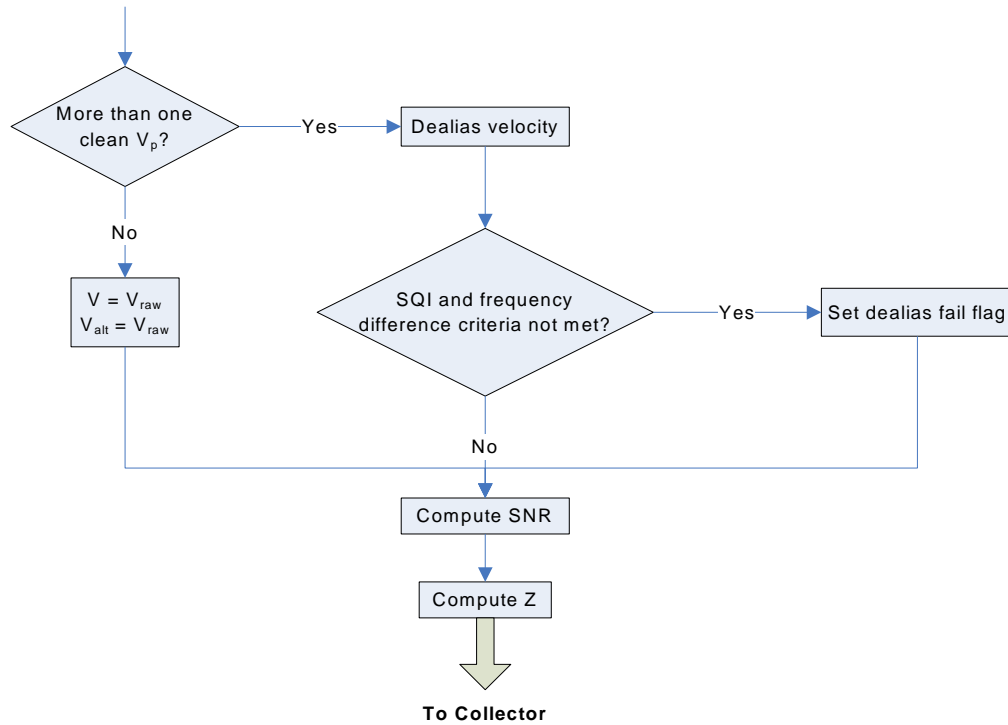 More than one
clean Vp?
Yes
Dealias velocity
No
V = Vraw
Valt = Vraw
SQI and frequency
difference criteria not met?
Yes
Set dealias fail flag
No
Compute SNR
Compute Z
To Collector